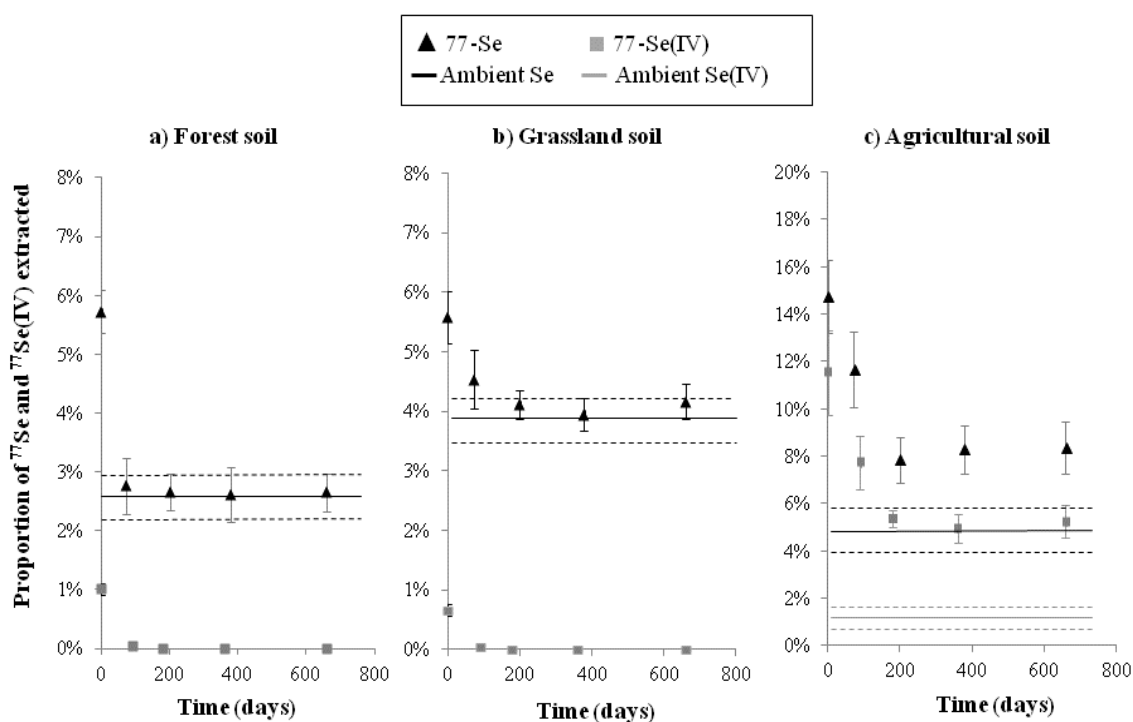 77-Se 77-Se(IV)
Ambient Se Ambient Se(IV)
a) Forest soil b) Grassland soil c) Agricultural soil
Proportion of ⁷⁷Se and ⁷⁷Se(IV) extracted
8%
7%
6%
5%
4%
3%
2%
1%
0%
0 200 400 600 800
Time (days)
8%
7%
6%
5%
4%
3%
2%
1%
0%
0 200 400 600 800
Time (days)
20%
18%
16%
14%
12%
10%
8%
6%
4%
2%
0%
0 200 400 600 800
Time (days)